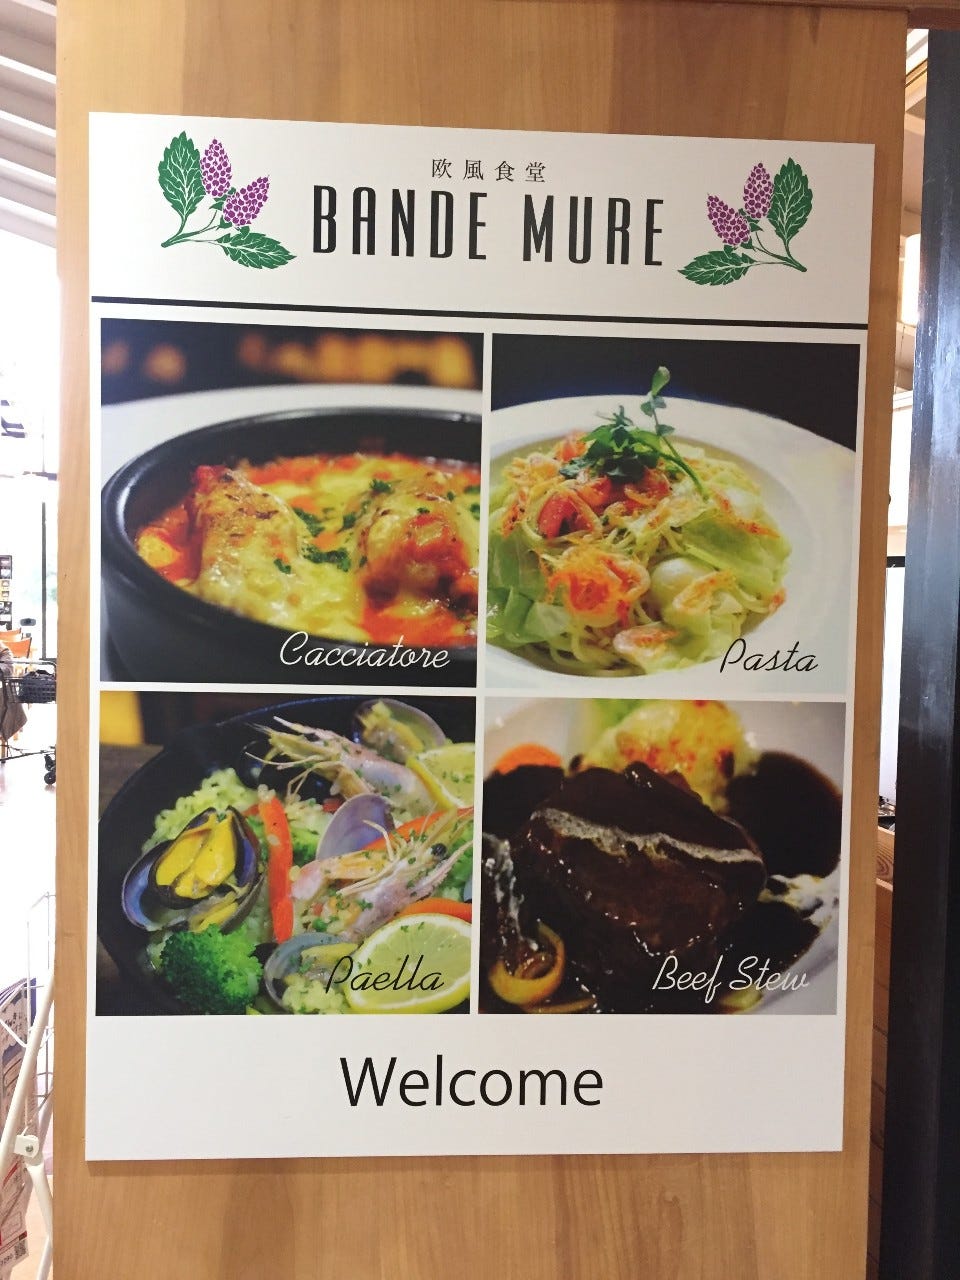 欧風食堂
BANDE MURE
Cacciatore
Pasta
Paella
Beef Stew
Welcome